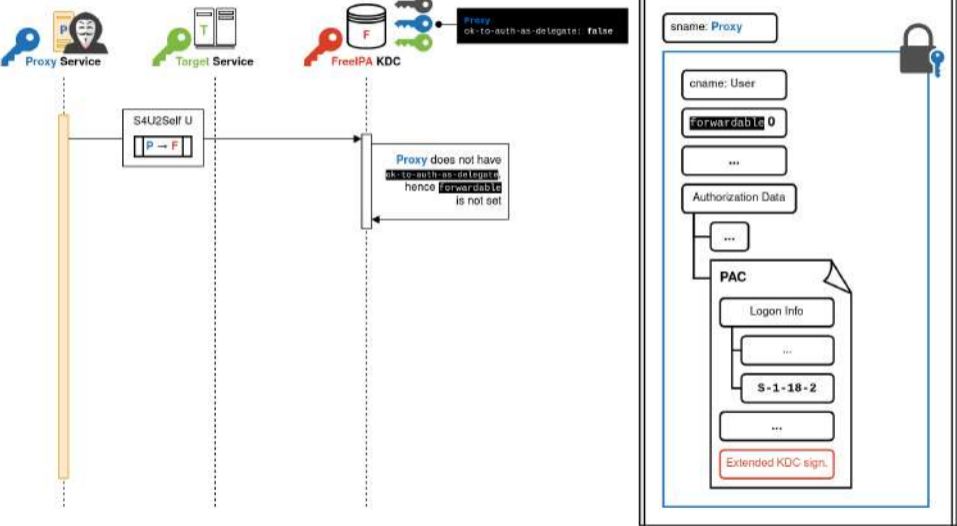 P
T
F
Proxy Service
Target Service
FreeIPA KDC
Proxy
ok-to-auth-as-delegate: false
S4U2Self U
P → F
Proxy does not have
ok-to-auth-as-delegate,
hence forwardable
is not set
sname: Proxy
cname: User
forwardable 0
...
Authorization Data
...
PAC
Logon Info
...
S-1-18-2
...
Extended KDC sign.